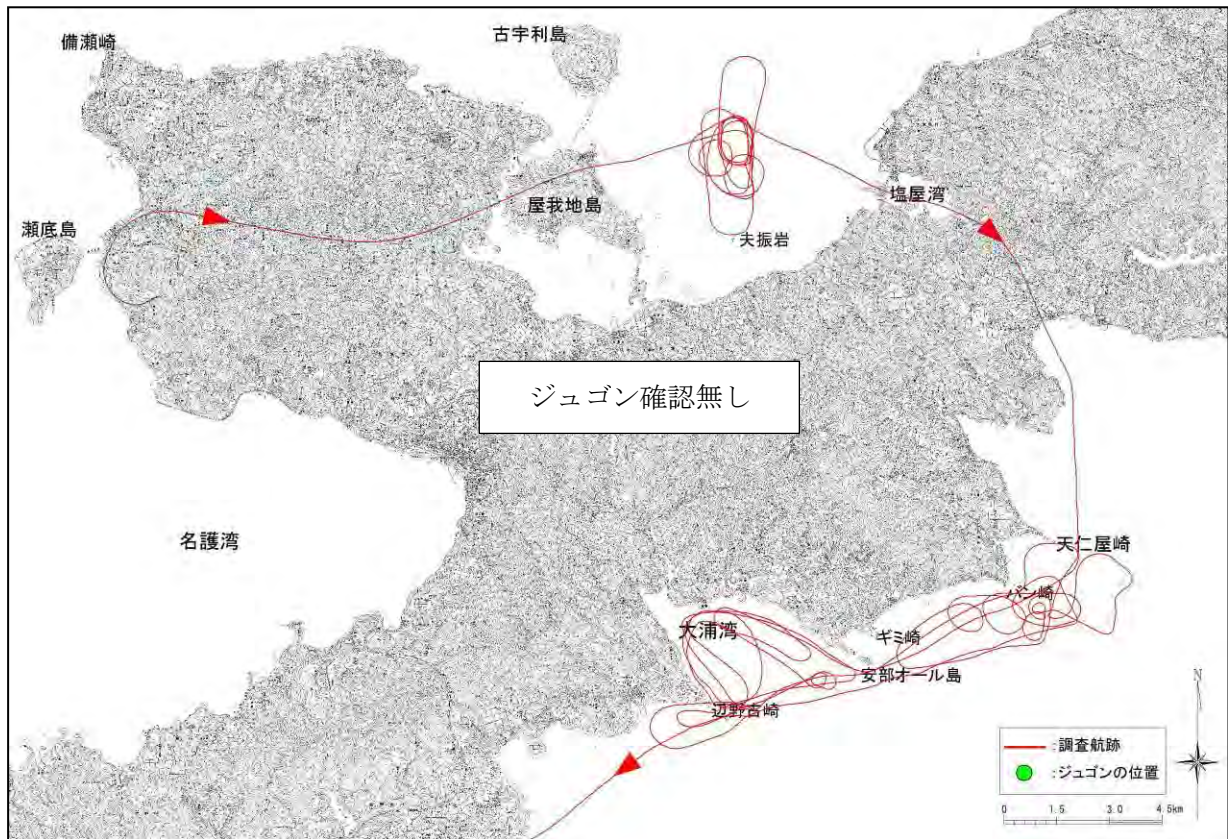 古宇利島
備瀬崎
塩屋湾
屋我地島
瀬底島
夫振岩
ジュゴン確認無し
名護湾
天仁屋崎
バン崎
大浦湾
ギミ崎
安部オール島
辺野古崎
N
:調査航跡
:ジュゴンの位置
0 1.5 3.0 4.5km